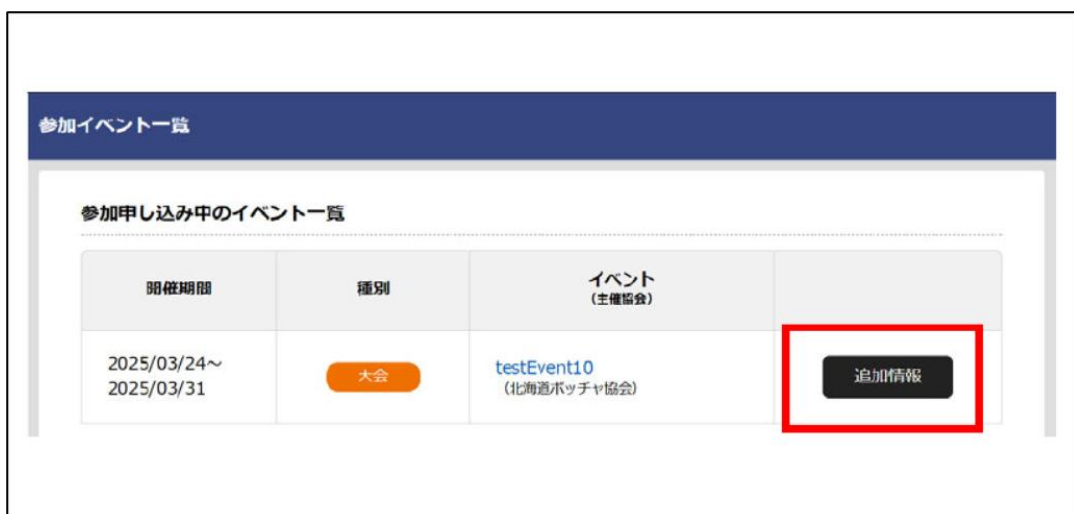 参加イベント一覧
参加申し込み中のイベント一覧
開催期間
種別
イベント
（主催協会）
2025/03/24～
2025/03/31
大会
testEvent10
（北海道ボッチャ協会）
追加情報